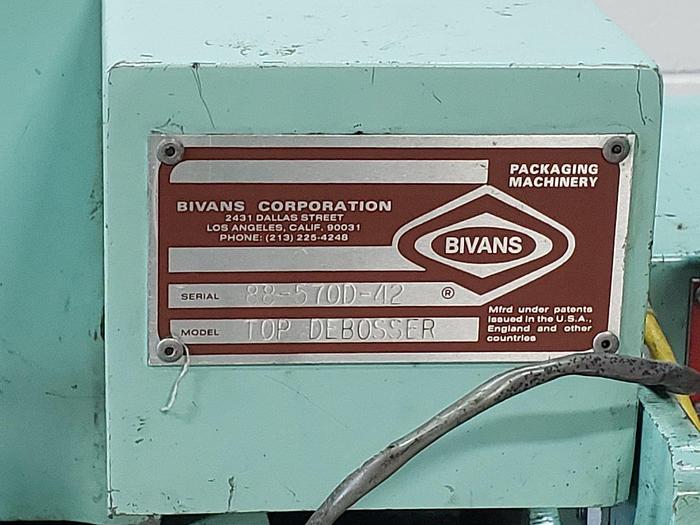 PACKAGING
MACHINERY
BIVANS CORPORATION
2431 DALLAS STREET
LOS ANGELES, CALIF. 90031
PHONE: (213) 225-4248
BIVANS
SERIAL 88-570D-42 ®
MODEL TOP DEBOSSER
Mfrd under patents
issued in the U.S.A.,
England and other
countries